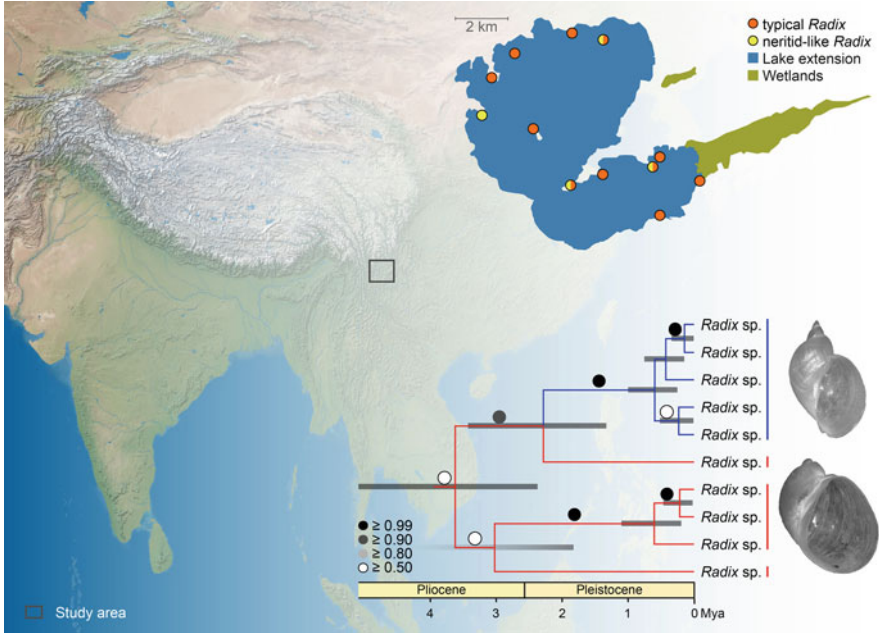 2 km
typical Radix
neritid-like Radix
Lake extension
Wetlands
Radix sp.
Radix sp.
Radix sp.
Radix sp.
Radix sp.
Radix sp.
Radix sp.
Radix sp.
Radix sp.
Radix sp.
≥ 0.99
≥ 0.90
≥ 0.80
≥ 0.50
Pliocene Pleistocene
4 3 2 1 0 Mya
Study area